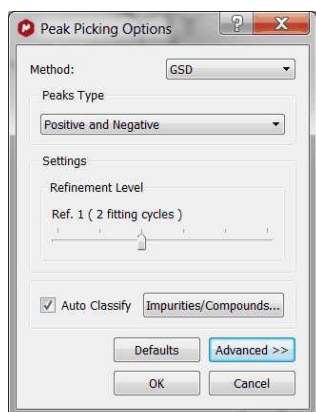 Peak Picking Options
Method: GSD
Peaks Type
Positive and Negative
Settings
Refinement Level
Ref. 1 ( 2 fitting cycles )
Auto Classify Impurities/Compounds...
Defaults Advanced >>
OK Cancel